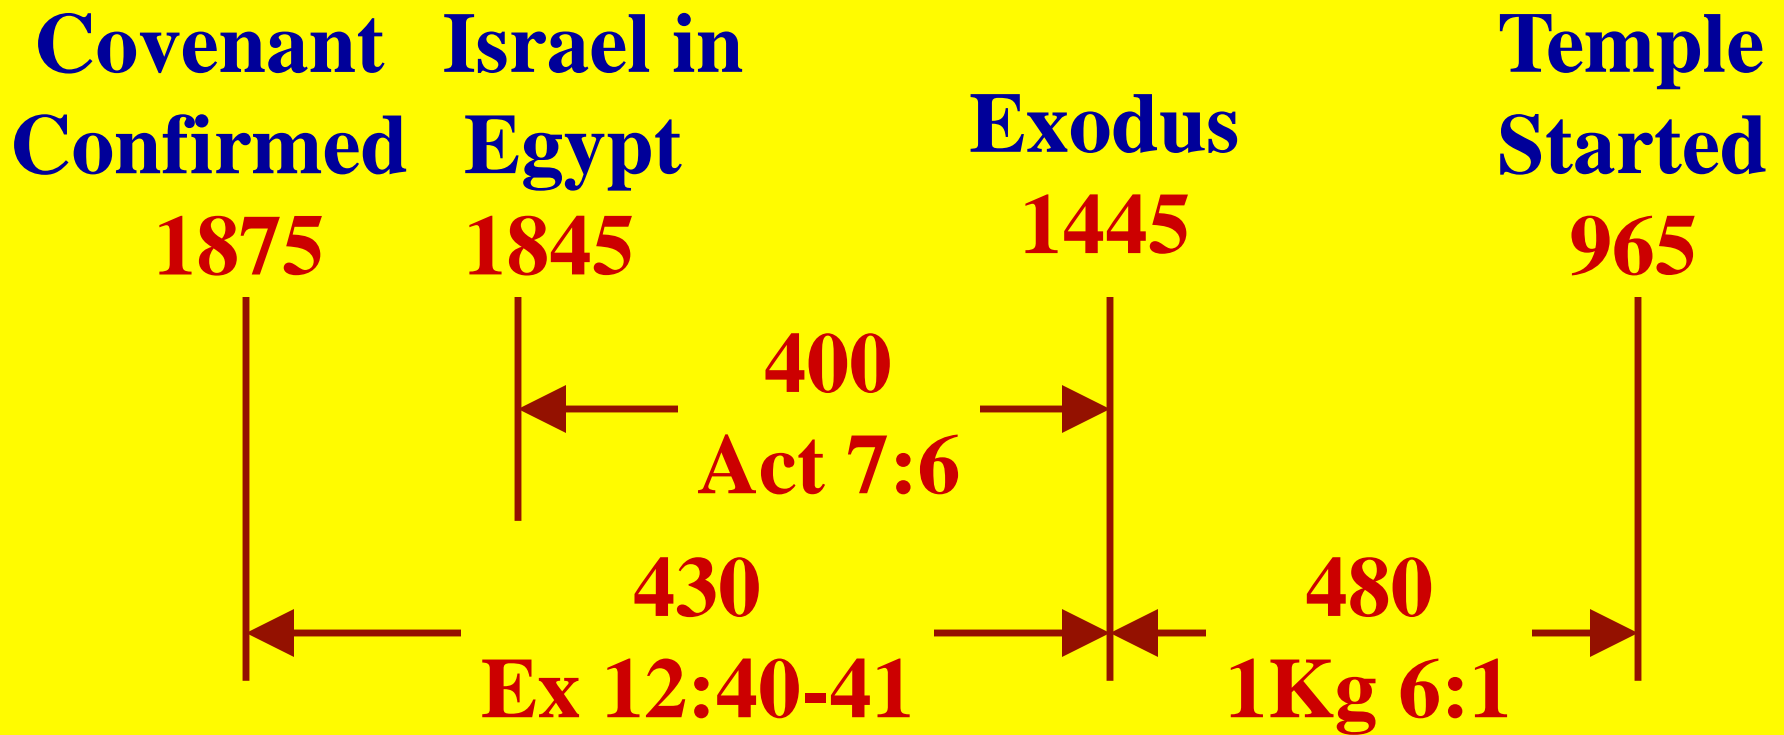 Covenant
Confirmed
1875
Israel in
Egypt
1845
Exodus
1445
Temple
Started
965
400
Act 7:6
430
Ex 12:40-41
480
1Kg 6:1